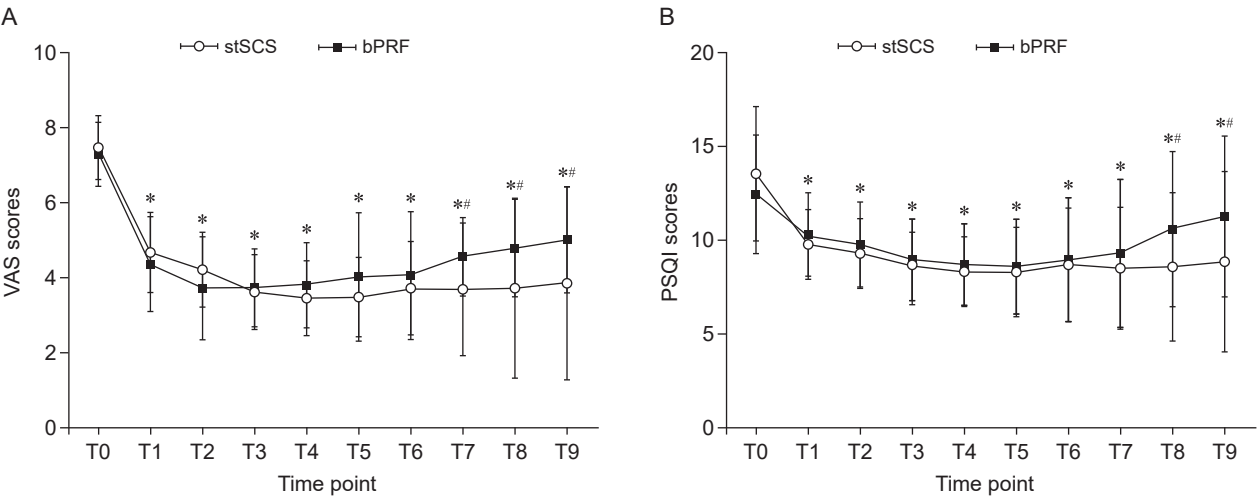 A
stSCS bPRF
VAS scores
10
8
6
4
2
0
* * * * * * *# *# *#
T0 T1 T2 T3 T4 T5 T6 T7 T8 T9
Time point
B
stSCS bPRF
PSQI scores
20
15
10
5
0
* * * * * * * *# *#
T0 T1 T2 T3 T4 T5 T6 T7 T8 T9
Time point